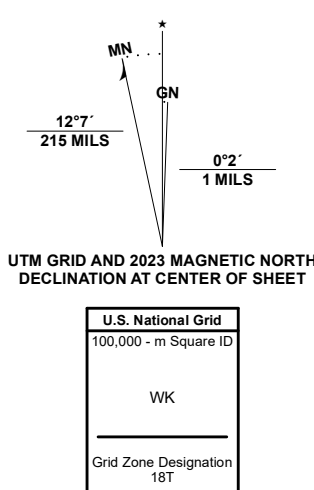 ★
MN
GN
12°7´
215 MILS
0°2´
1 MILS
UTM GRID AND 2023 MAGNETIC NORTH
DECLINATION AT CENTER OF SHEET
U.S. National Grid
100,000 - m Square ID
WK
Grid Zone Designation
18T